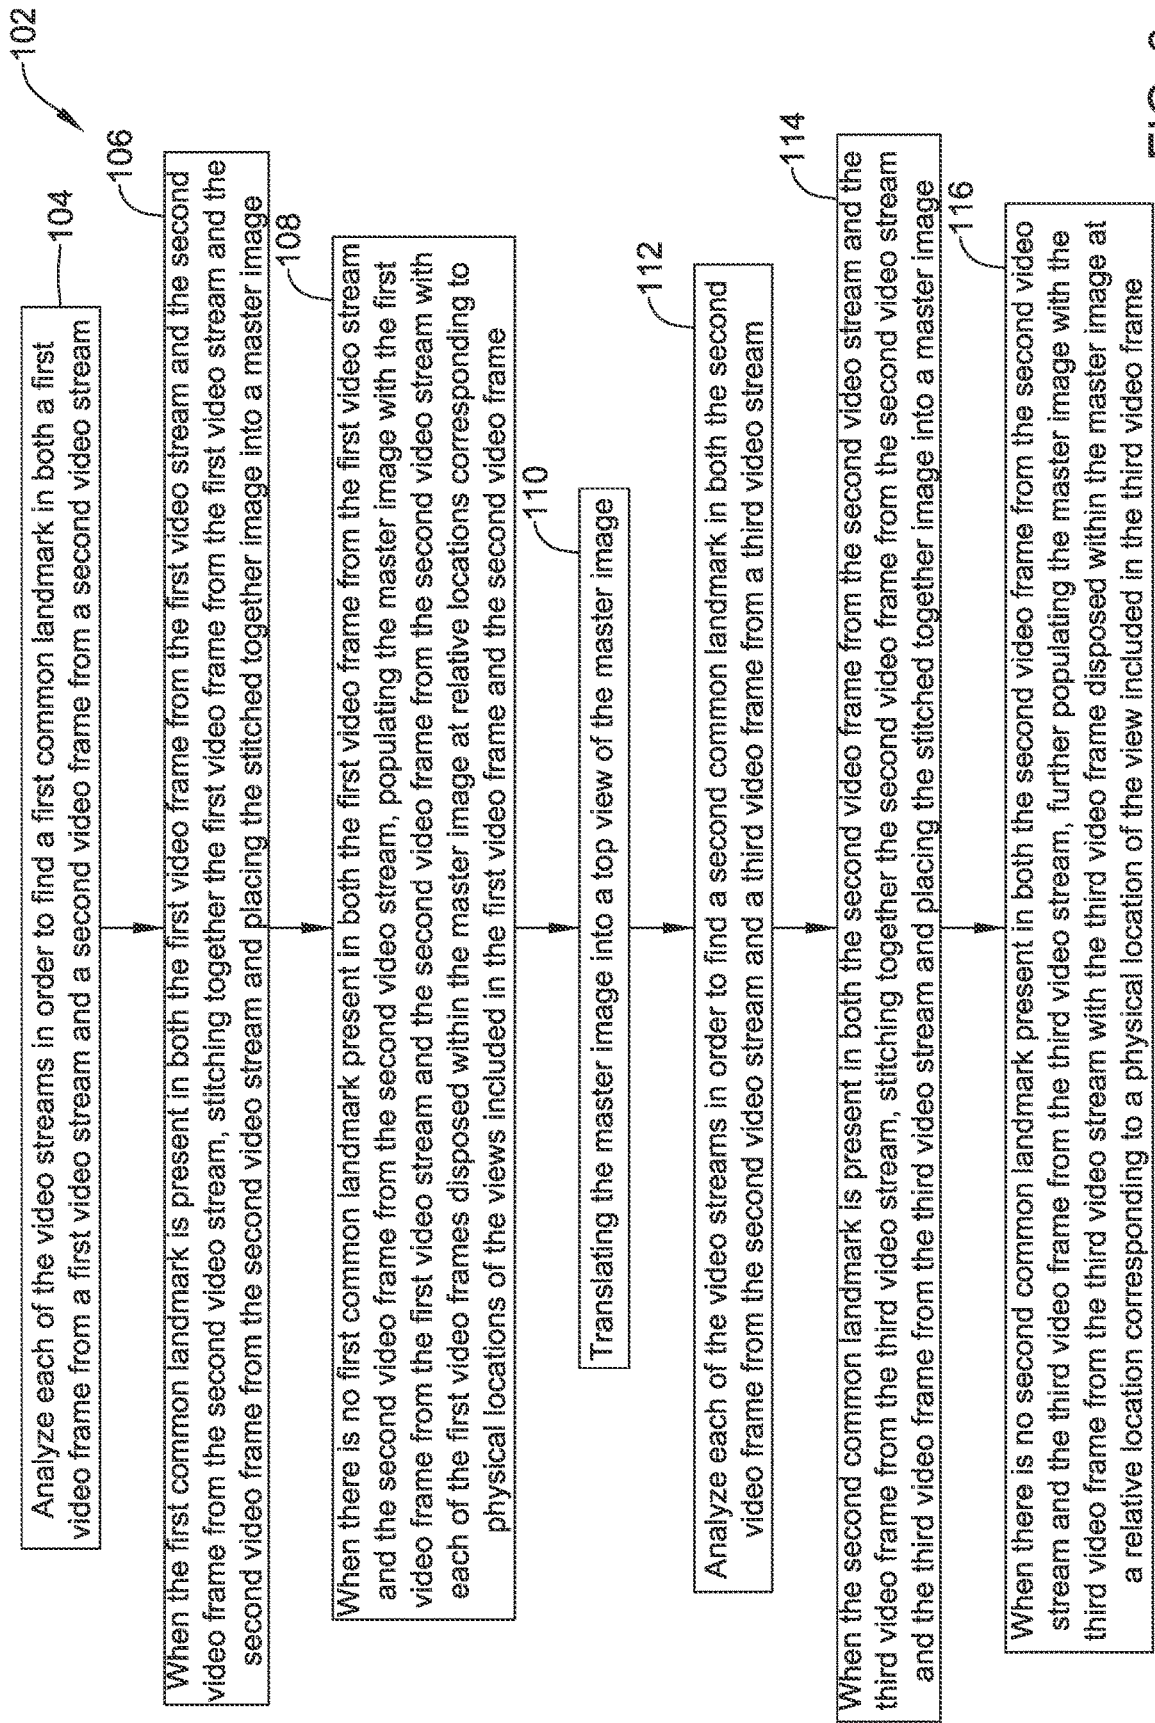 102
104
Analyze each of the video streams in order to find a first common landmark in both a first
video frame from a first video stream and a second video frame from a second video stream
106
When the first common landmark is present in both the first video frame from the first video stream and the second
video frame from the second video stream, stitching together the first video frame from the first video stream and the
second video frame from the second video stream and placing the stitched together image into a master image
108
When there is no first common landmark present in both the first video frame from the first video stream
and the second video frame from the second video stream, populating the master image with the first
video frame from the first video stream and the second video frame from the second video stream with
each of the first video frames disposed within the master image at relative locations corresponding to
physical locations of the views included in the first video frame and the second video frame
110
Translating the master image into a top view of the master image
112
Analyze each of the video streams in order to find a second common landmark in both the second
video frame from the second video stream and a third video frame from a third video stream
114
When the second common landmark is present in both the second video frame from the second video stream and the
third video frame from the third video stream, stitching together the second video frame from the second video stream
and the third video frame from the third video stream and placing the stitched together image into a master image
116
When there is no second common landmark present in both the second video frame from the second video
stream and the third video frame from the third video stream, further populating the master image with the
third video frame from the third video stream with the third video frame disposed within the master image at
a relative location corresponding to a physical location of the view included in the third video frame